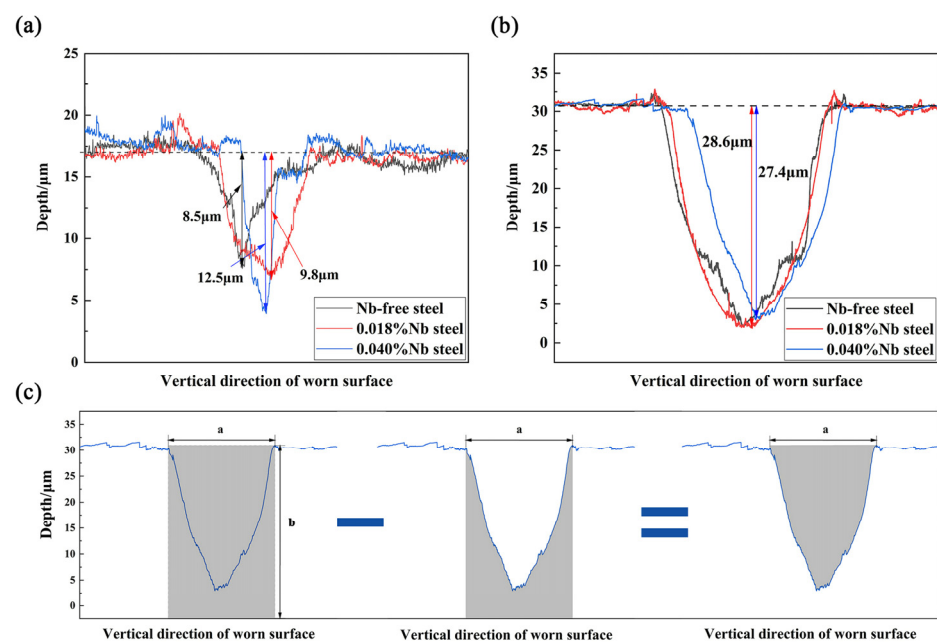 (a)
25
20
15
10
5
0
Depth/μm
8.5μm
12.5μm
9.8μm
Nb-free steel
0.018%Nb steel
0.040%Nb steel
Vertical direction of worn surface
(b)
35
30
25
20
15
10
5
0
Depth/μm
28.6μm
27.4μm
Nb-free steel
0.018%Nb steel
0.040%Nb steel
Vertical direction of worn surface
(c)
35
30
25
20
15
10
5
0
Depth/μm
a
b
a
a
Vertical direction of worn surface
Vertical direction of worn surface
Vertical direction of worn surface